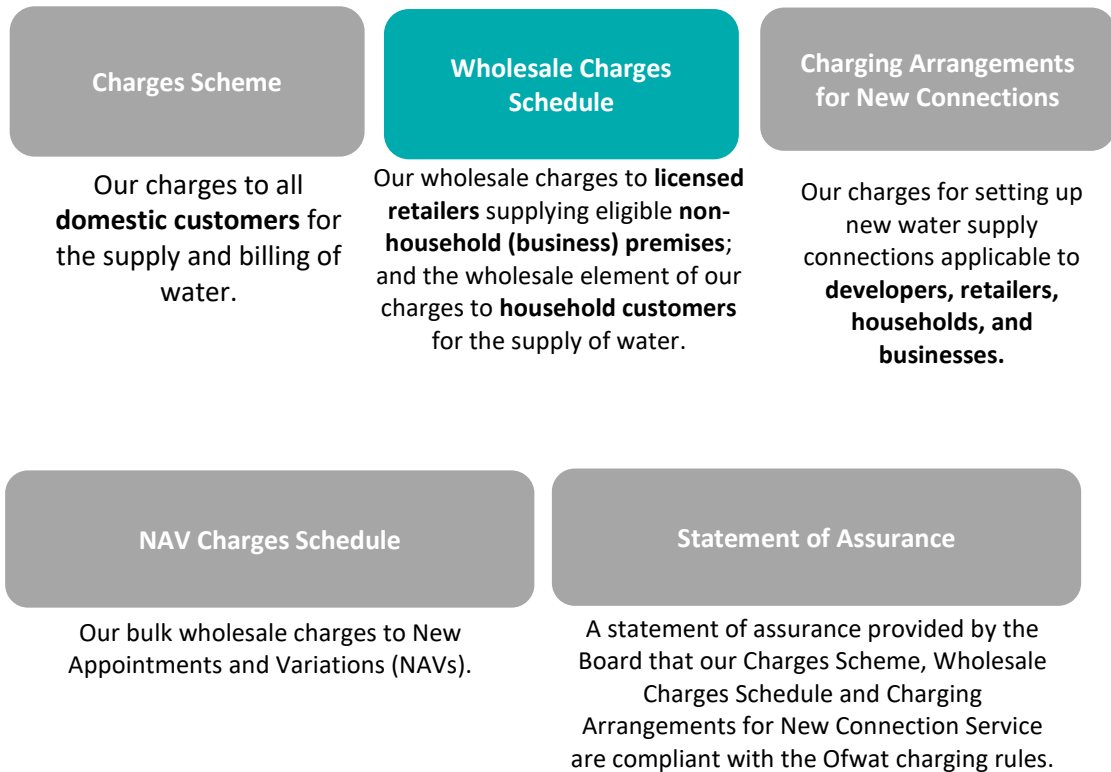 Charges Scheme
Our charges to all
domestic customers for
the supply and billing of
water.
Wholesale Charges
Schedule
Our wholesale charges to licensed
retailers supplying eligible non-
household (business) premises;
and the wholesale element of our
charges to household customers
for the supply of water.
Charging Arrangements
for New Connections
Our charges for setting up
new water supply
connections applicable to
developers, retailers,
households, and
businesses.
NAV Charges Schedule
Our bulk wholesale charges to New
Appointments and Variations (NAVs).
Statement of Assurance
A statement of assurance provided by the
Board that our Charges Scheme, Wholesale
Charges Schedule and Charging
Arrangements for New Connection Service
are compliant with the Ofwat charging rules.